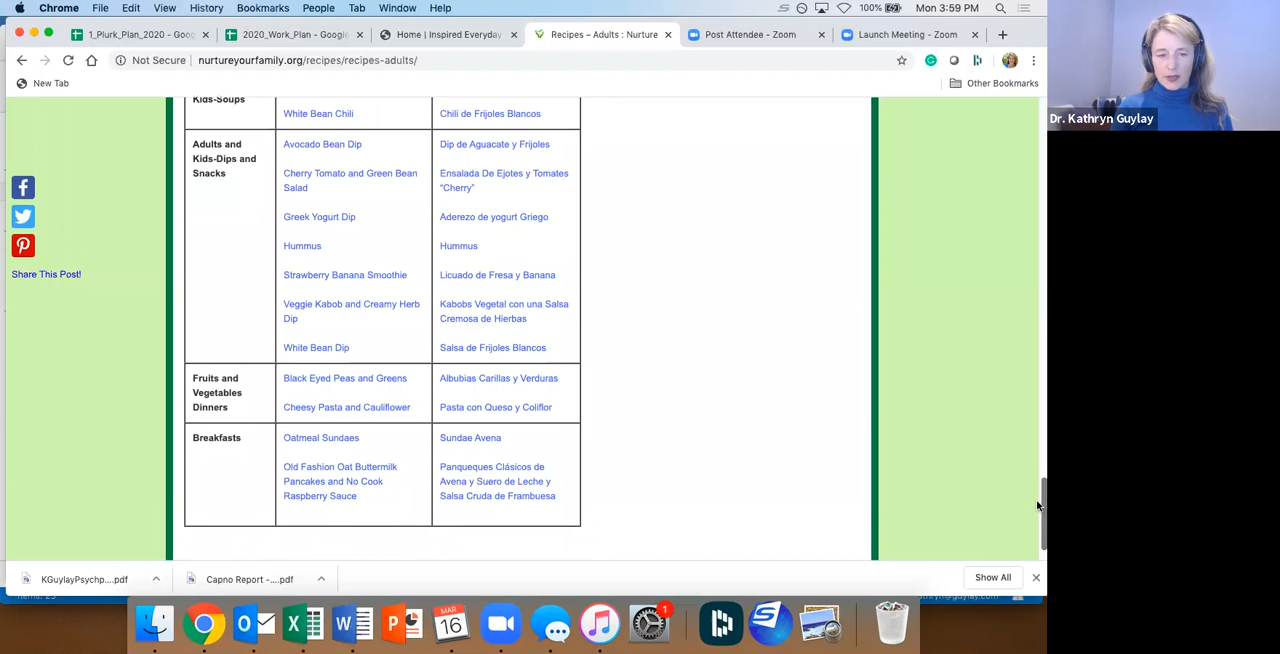 Chrome File Edit View History Bookmarks People Tab Window Help 100% Mon 3:59 PM
1_Plurk_Plan_2020 - Goog 2020_Work_Plan - Google Home | Inspired Everyday Recipes – Adults : Nurture Post Attendee - Zoom Launch Meeting - Zoom
Not Secure nurtureyourfamily.org/recipes/recipes-adults/
New Tab Other Bookmarks
Dr. Kathryn Guylay
Share This Post!
Kids-Soups
White Bean Chili Chili de Frijoles Blancos
Adults and Avocado Bean Dip Dip de Aguacate y Frijoles
Kids-Dips and
Snacks Cherry Tomato and Green Bean Ensalada De Ejotes y Tomates
Salad “Cherry”
Greek Yogurt Dip Aderezo de yogurt Griego
Hummus Hummus
Strawberry Banana Smoothie Licuado de Fresa y Banana
Veggie Kabob and Creamy Herb Kabobs Vegetal con una Salsa
Dip Cremosa de Hierbas
White Bean Dip Salsa de Frijoles Blancos
Fruits and Black Eyed Peas and Greens Albubias Carillas y Verduras
Vegetables
Dinners Cheesy Pasta and Cauliflower Pasta con Queso y Coliflor
Breakfasts Oatmeal Sundaes Sundae Avena
Old Fashion Oat Buttermilk Panqueques Clásicos de
Pancakes and No Cook Avena y Suero de Leche y
Raspberry Sauce Salsa Cruda de Frambuesa
KGuylayPsychp....pdf Capno Report -....pdf Show All
MAR
16
1